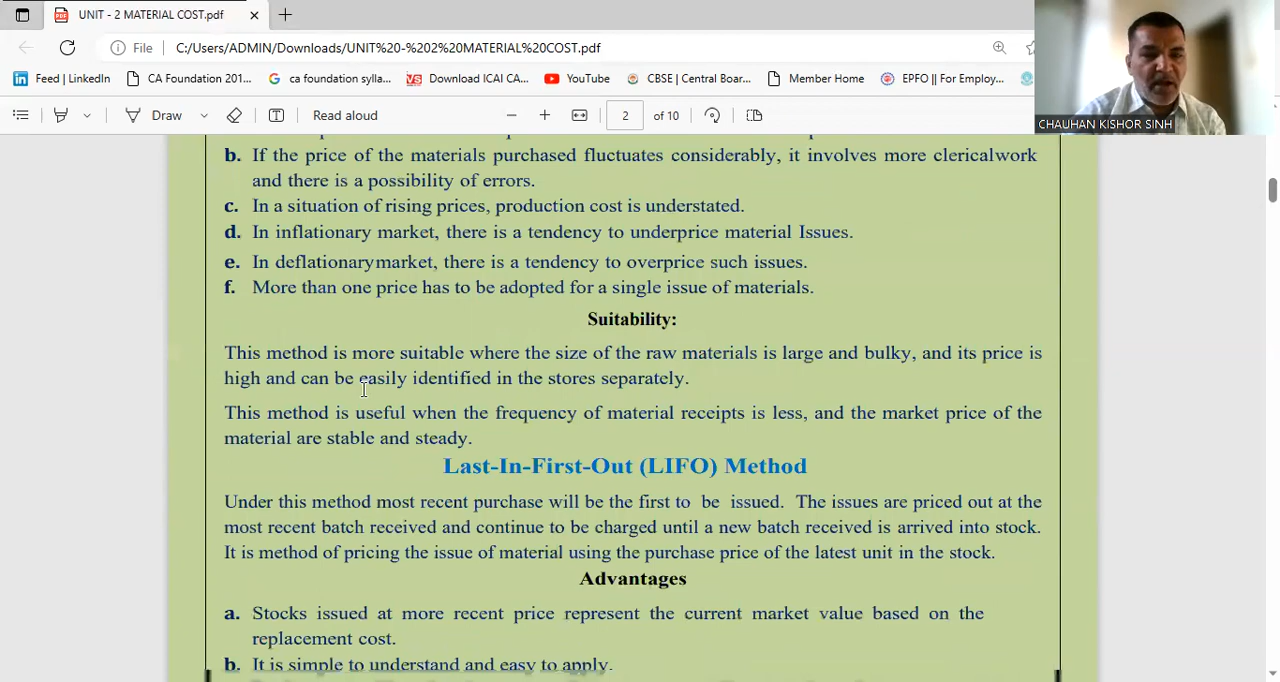 UNIT - 2 MATERIAL COST.pdf
File C:/Users/ADMIN/Downloads/UNIT%20-%202%20MATERIAL%20COST.pdf
Feed | LinkedIn CA Foundation 201... ca foundation sylla... Download ICAI CA... YouTube CBSE | Central Boar... Member Home EPFO || For Employ...
Draw Read aloud 2 of 10
CHAUHAN KISHOR SINH
b. If the price of the materials purchased fluctuates considerably, it involves more clericalwork
and there is a possibility of errors.
c. In a situation of rising prices, production cost is understated.
d. In inflationary market, there is a tendency to underprice material Issues.
e. In deflationarymarket, there is a tendency to overprice such issues.
f. More than one price has to be adopted for a single issue of materials.
Suitability:
This method is more suitable where the size of the raw materials is large and bulky, and its price is
high and can be easily identified in the stores separately.
This method is useful when the frequency of material receipts is less, and the market price of the
material are stable and steady.
Last-In-First-Out (LIFO) Method
Under this method most recent purchase will be the first to be issued. The issues are priced out at the
most recent batch received and continue to be charged until a new batch received is arrived into stock.
It is method of pricing the issue of material using the purchase price of the latest unit in the stock.
Advantages
a. Stocks issued at more recent price represent the current market value based on the
replacement cost.
b. It is simple to understand and easy to apply.